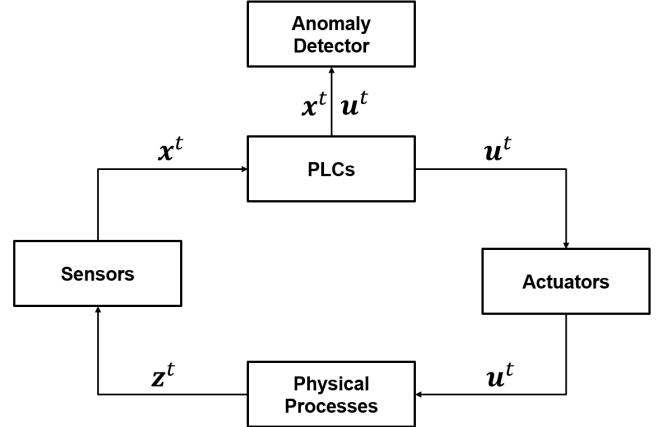 Anomaly
Detector
x^t u^t
x^t
PLCs
u^t
Sensors
Actuators
z^t
Physical
Processes
u^t